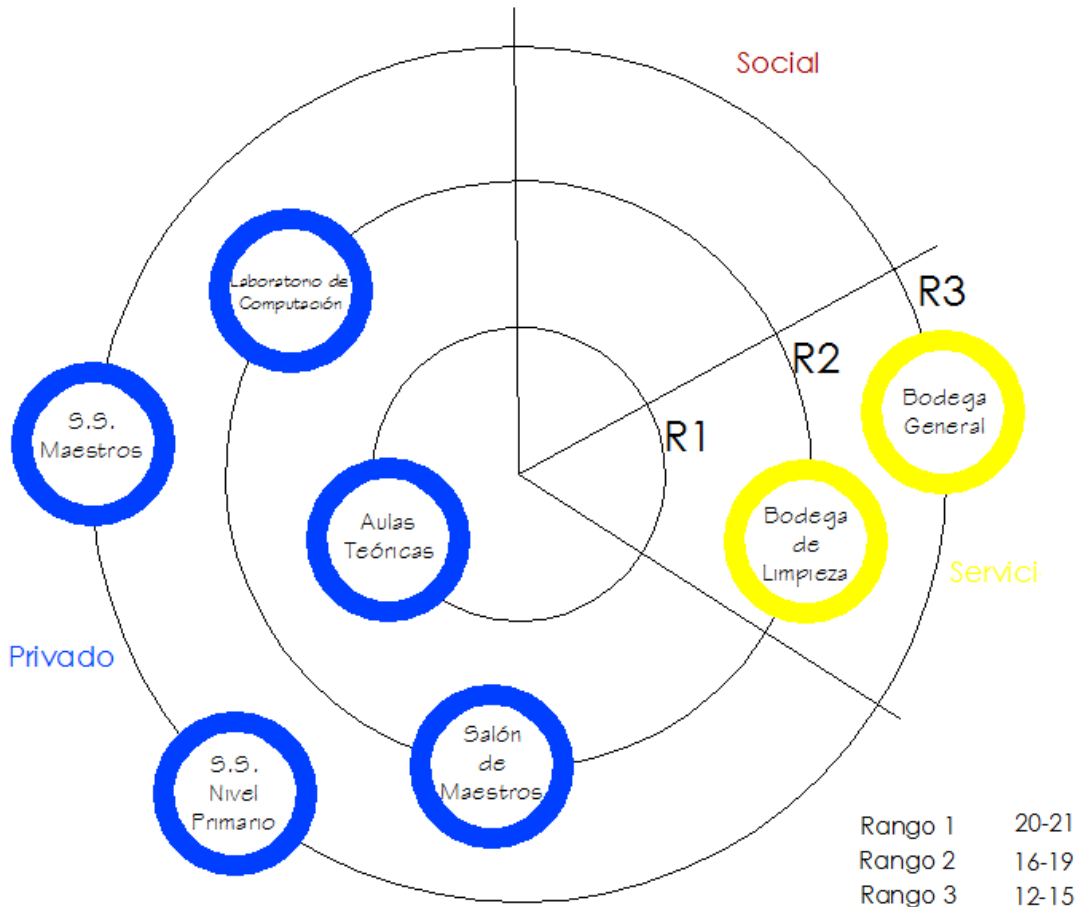 Social
R3
R2
R1
Laboratorio de
Computación
S.S.
Maestros
Bodega
General
Aulas
Teóricas
Bodega
de
Limpieza
Servici
Privado
Salón
de
Maestros
S.S.
Nivel
Primario
Rango 1 20-21
Rango 2 16-19
Rango 3 12-15